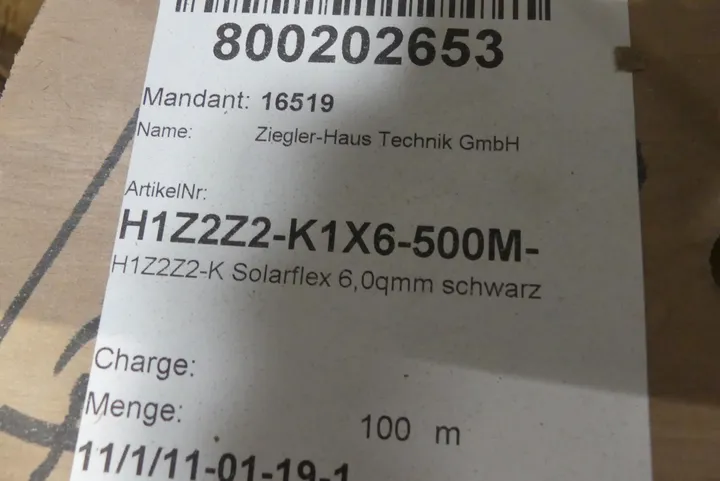 800202653
Mandant: 16519
Name: Ziegler-Haus Technik GmbH
ArtikelNr:
H1Z2Z2-K1X6-500M-
H1Z2Z2-K Solarflex 6,0qmm schwarz
Charge:
Menge: 100 m
11/1/11-01-19-1